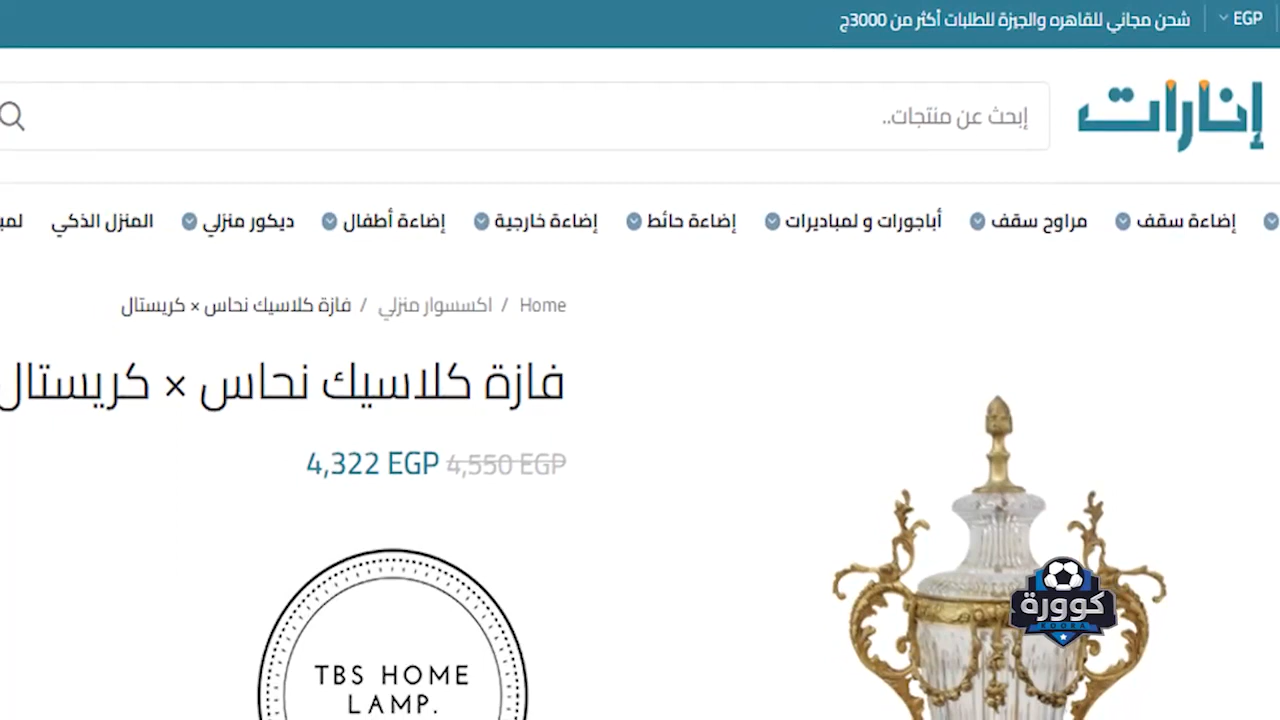 EGP
شحن مجاني للقاهره والجيزة للطلبات أكثر من 3000ج
إنارات
إبحث عن منتجات..
إضاءة سقف
مراوح سقف
أباجورات و لمباديرات
إضاءة حائط
إضاءة خارجية
إضاءة أطفال
ديكور منزلي
المنزل الذكي
Home / اكسسوار منزلي / فازة كلاسيك نحاس × كريستال
فازة كلاسيك نحاس × كريستال
4,550 EGP 4,322 EGP
TBS HOME
LAMP.
كوورة
KOORA